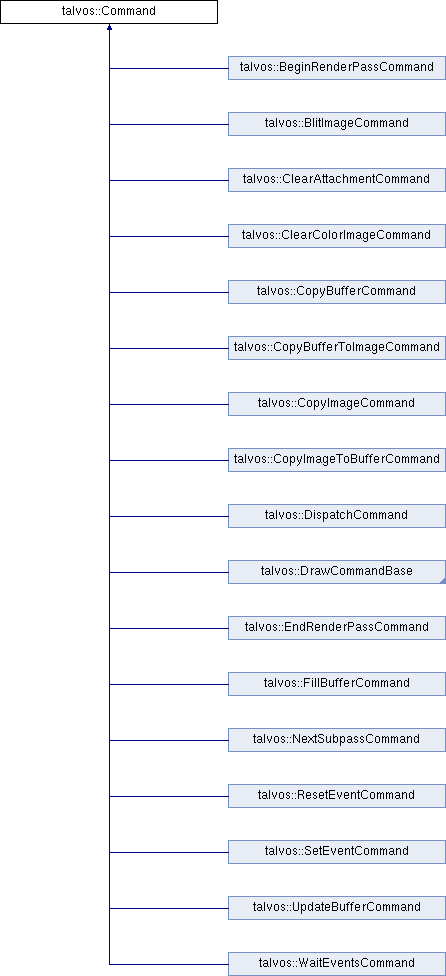 talvos::Command
talvos::BeginRenderPassCommand
talvos::BlitImageCommand
talvos::ClearAttachmentCommand
talvos::ClearColorImageCommand
talvos::CopyBufferCommand
talvos::CopyBufferToImageCommand
talvos::CopyImageCommand
talvos::CopyImageToBufferCommand
talvos::DispatchCommand
talvos::DrawCommandBase
talvos::EndRenderPassCommand
talvos::FillBufferCommand
talvos::NextSubpassCommand
talvos::ResetEventCommand
talvos::SetEventCommand
talvos::UpdateBufferCommand
talvos::WaitEventsCommand